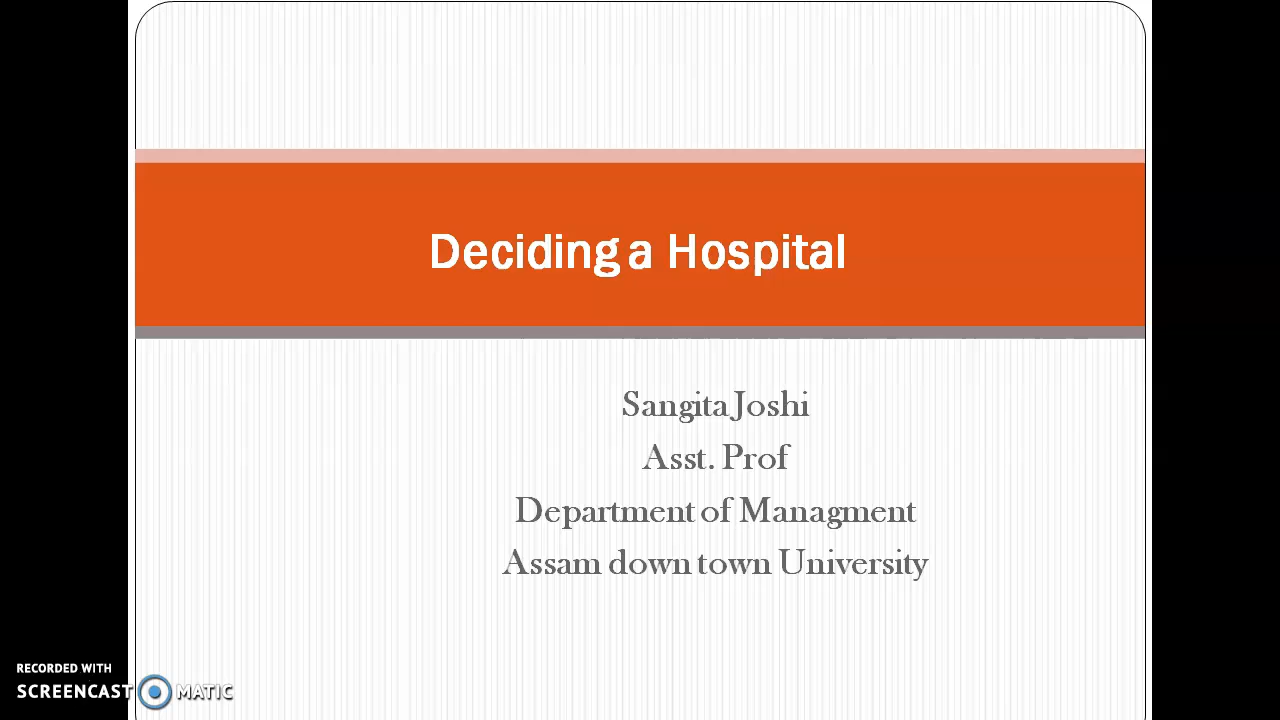 Deciding a Hospital
Sangita Joshi
Asst. Prof
Department of Managment
Assam down town University
RECORDED WITH
SCREENCAST MATIC